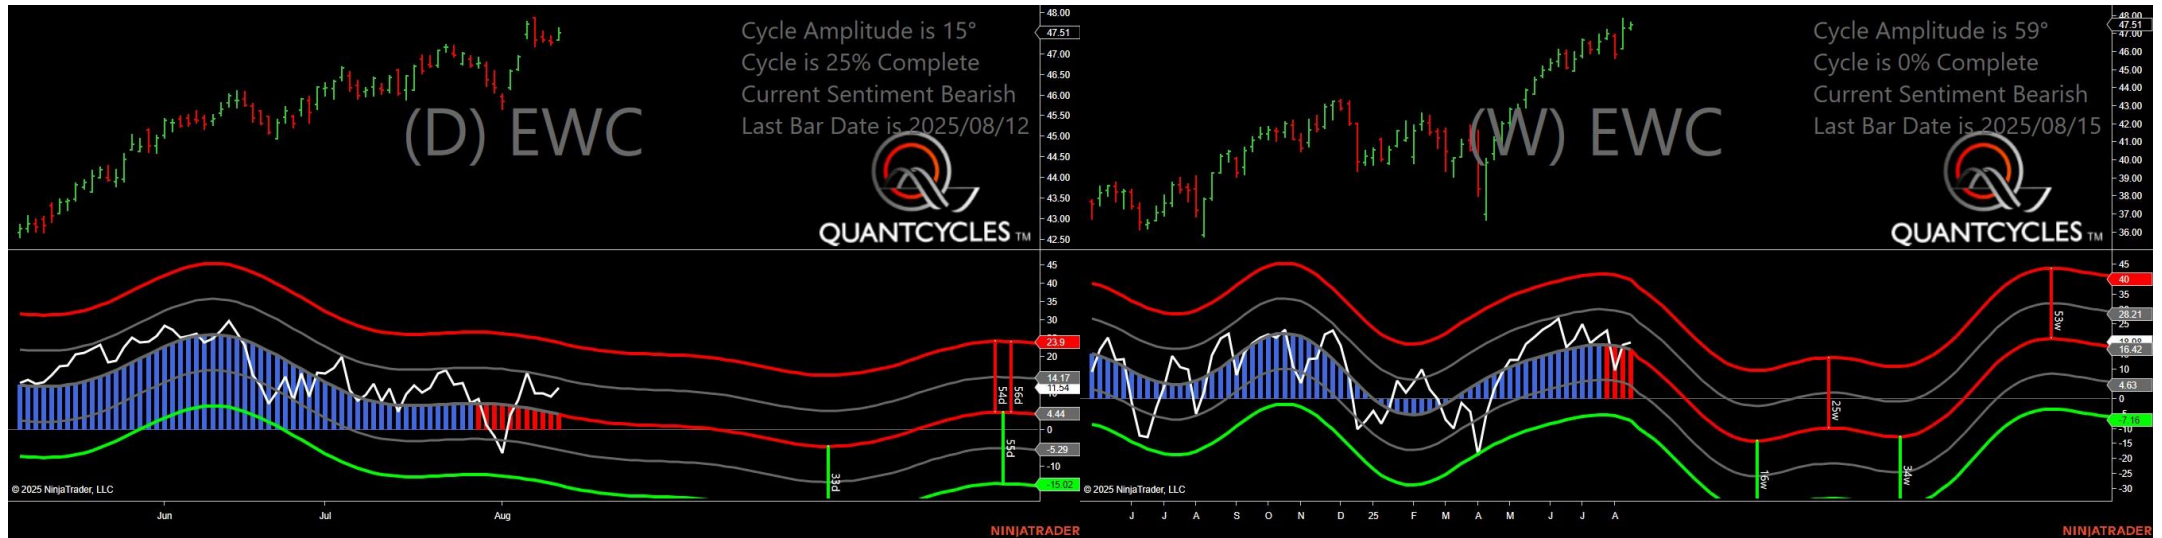 Cycle Amplitude is 15°
Cycle is 25% Complete
Current Sentiment Bearish
Last Bar Date is 2025/08/12
(D) EWC
QUANTCYCLES TM
48.00
47.51
47.00
46.50
46.00
45.50
45.00
44.50
44.00
43.50
43.00
42.50
45
40
35
30
23.9
20
14.17
11.54
4.44
0
-5.29
-10
-15.02
54d
56d
55d
33d
© 2025 NinjaTrader, LLC
Jun Jul Aug
NINJATRADER
Cycle Amplitude is 59°
Cycle is 0% Complete
Current Sentiment Bearish
Last Bar Date is 2025/08/15
(W) EWC
QUANTCYCLES TM
48.00
47.51
47.00
45.00
44.00
43.00
42.00
41.00
40.00
39.00
38.00
37.00
36.00
45
40
35
28.21
25
16.42
10
4.63
0
-7.16
-10
-15
-20
-25
-30
53w
25w
16w
34w
© 2025 NinjaTrader, LLC
J J A S O N D 25 F M A M J J A
NINJATRADER